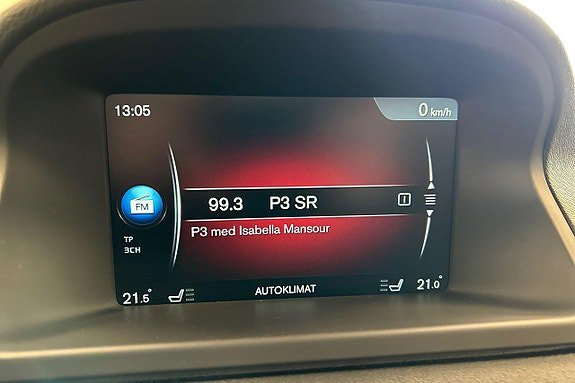 13:05 0 km/h
FM 99.3 P3 SR 1
TP P3 med Isabella Mansour
3CH
21.5° AUTOKLIMAT 21.0°